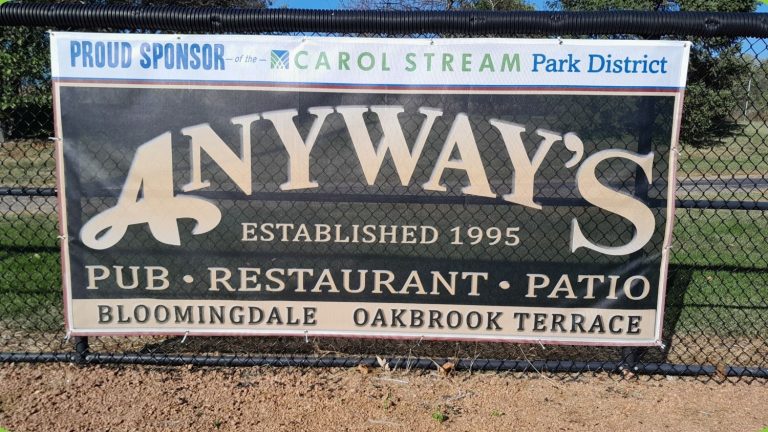 PROUD SPONSOR -of the- CAROL STREAM Park District
ANYWAY'S
ESTABLISHED 1995
PUB • RESTAURANT • PATIO
BLOOMINGDALE OAKBROOK TERRACE